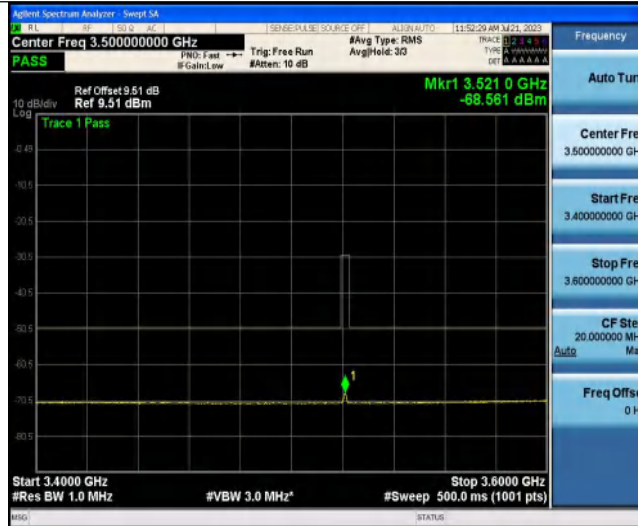 Agilent Spectrum Analyzer - Swept SA
RL RF 50 Ω AC SENSE:PULSE SOURCE OFF ALIGN AUTO 11:52:29 AM Jul 21, 2023
Center Freq 3.500000000 GHz
PASS
PNO: Fast
IFGain:Low
Trig: Free Run
#Atten: 10 dB
#Avg Type: RMS
Avg|Hold: 3/3
TRACE 1 2 3 4 5 6
TYPE A
DET A A A A A A
Mkr1 3.521 0 GHz
-68.561 dBm
Ref Offset 9.51 dB
10 dB/div Ref 9.51 dBm
Log
Trace 1 Pass
-0.49
-10.5
-20.5
-30.5
-40.5
-50.5
-60.5
-70.5
-80.5
1
Start 3.4000 GHz Stop 3.6000 GHz
#Res BW 1.0 MHz #VBW 3.0 MHz* #Sweep 500.0 ms (1001 pts)
MSG STATUS
Frequency
Auto Tun
Center Fre
3.500000000 GH
Start Fre
3.400000000 GH
Stop Fre
3.600000000 GH
CF Ste
20.000000 MH
Auto Ma
Freq Offse
0 H